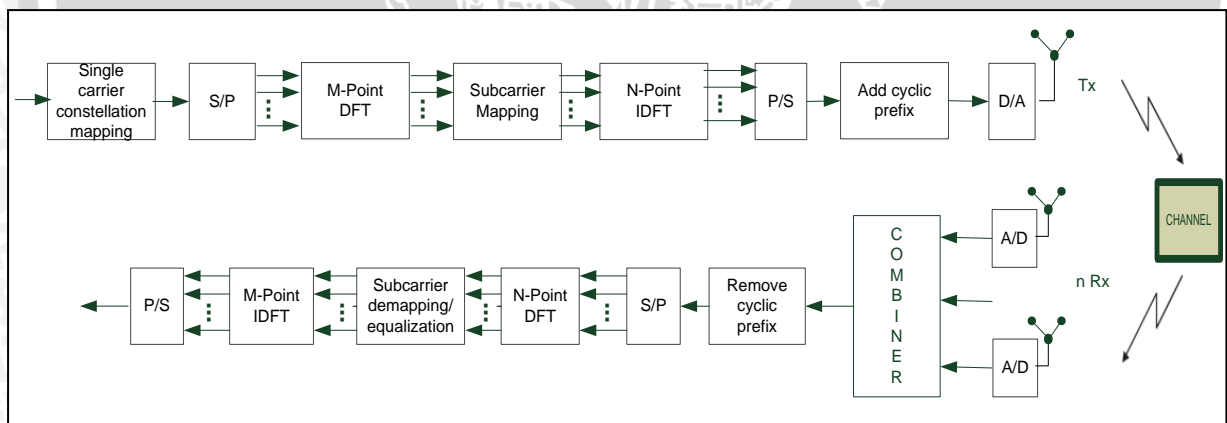 Single
carrier
constellation
mapping
S/P
M-Point
DFT
Subcarrier
Mapping
N-Point
IDFT
P/S
Add cyclic
prefix
D/A
Tx
CHANNEL
A/D
n Rx
A/D
C
O
M
B
I
N
E
R
Remove
cyclic
prefix
S/P
N-Point
DFT
Subcarrier
demapping/
equalization
M-Point
IDFT
P/S